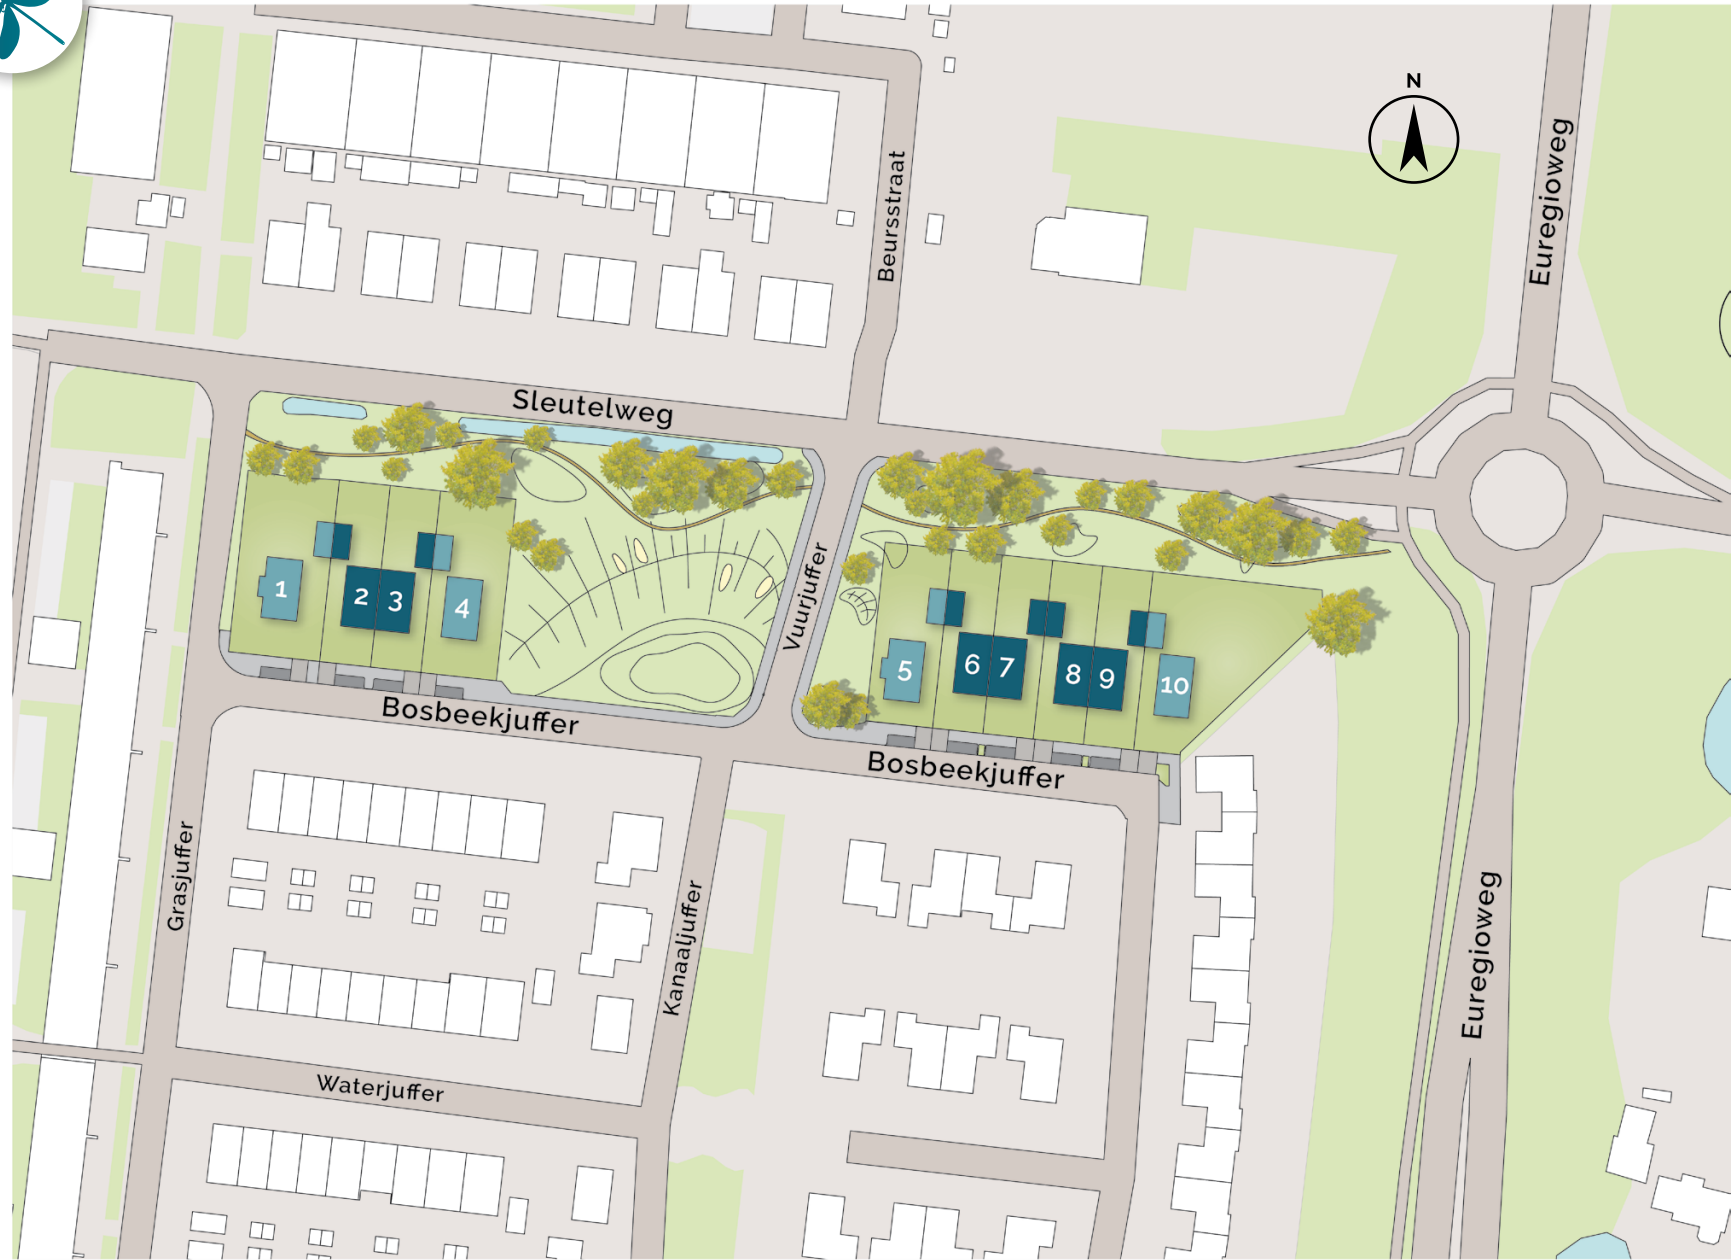 N
Euregioweg
Beursstraat
Sleutelweg
Vuurjuffer
1
2
3
4
5
6
7
8
9
10
Bosbeekjuffer
Bosbeekjuffer
Grasjuffer
Kanaaljuffer
Euregioweg
Waterjuffer